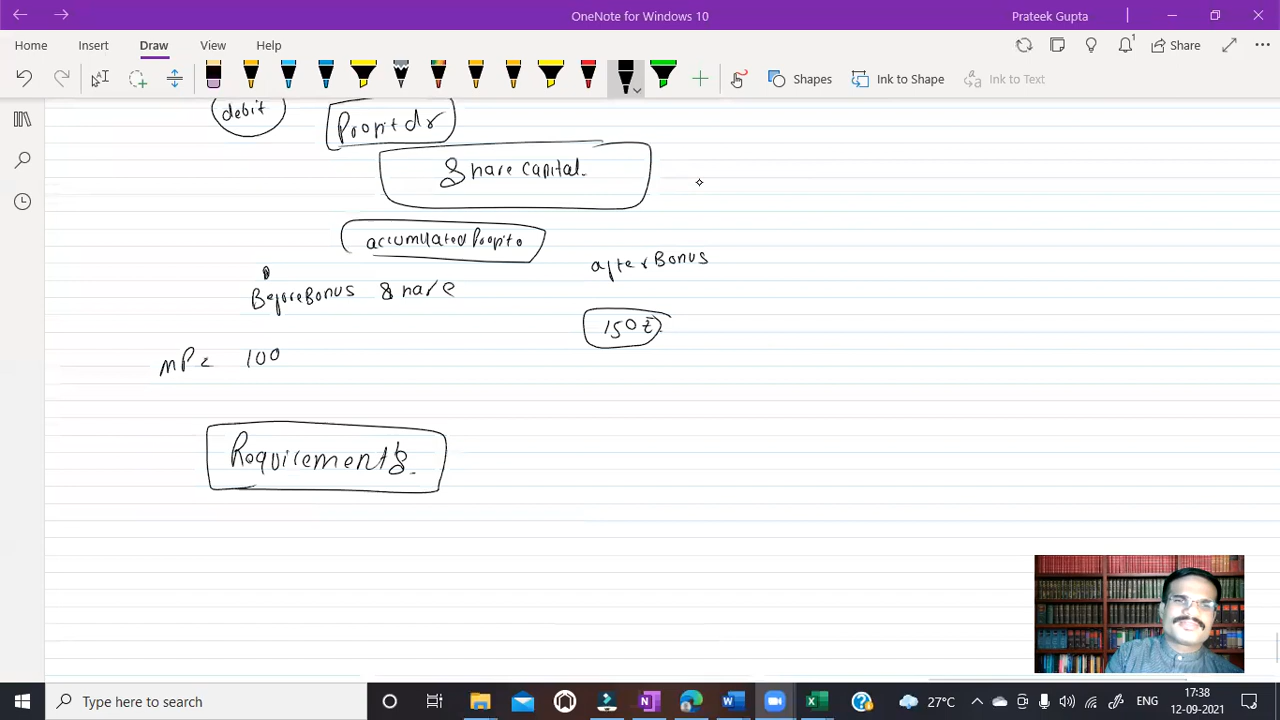 OneNote for Windows 10
Prateek Gupta
Home
Insert
Draw
View
Help
Share
Shapes
Ink to Shape
Ink to Text
debit
Profit dr
Share capital.
accumulated Profits
after Bonus
Before Bonus Share
150 ₹
MP = 100
Requirements.
Type here to search
27°C
ENG
17:38
12-09-2021